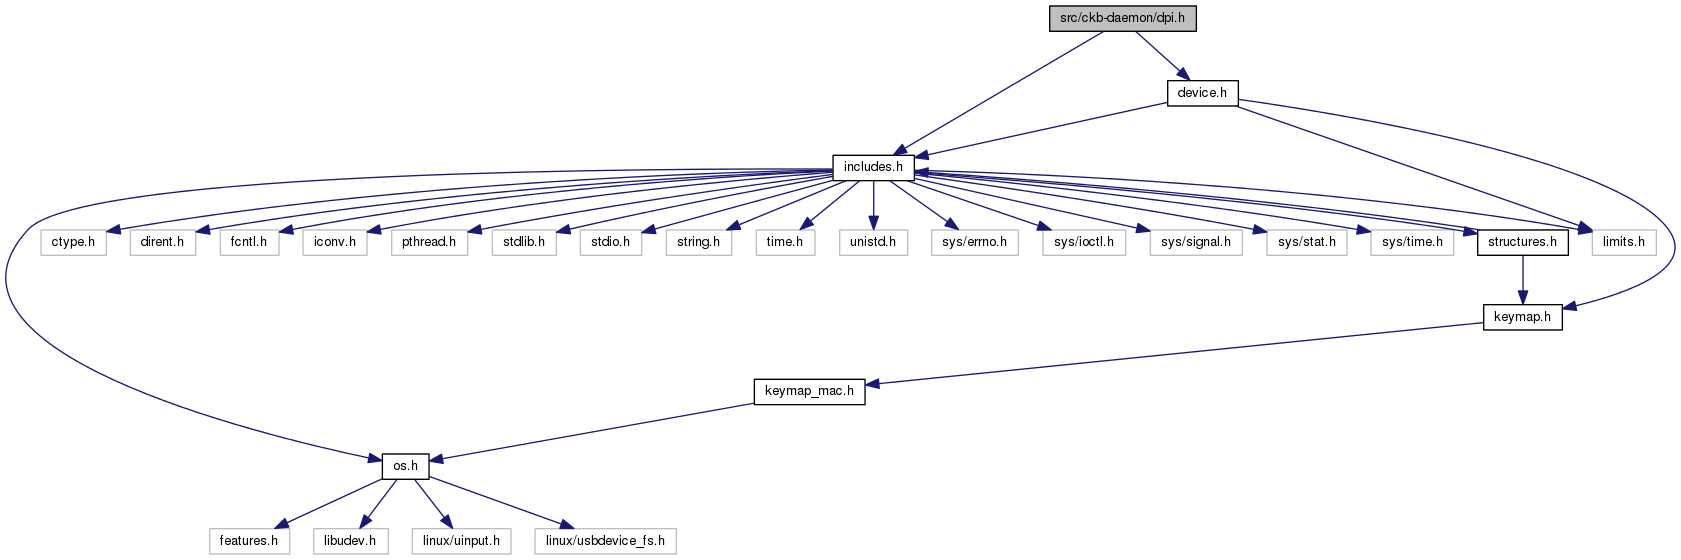 src/ckb-daemon/dpi.h
device.h
includes.h
ctype.h
dirent.h
fcntl.h
iconv.h
pthread.h
stdlib.h
stdio.h
string.h
time.h
unistd.h
sys/errno.h
sys/ioctl.h
sys/signal.h
sys/stat.h
sys/time.h
structures.h
limits.h
keymap.h
keymap_mac.h
os.h
features.h
libudev.h
linux/uinput.h
linux/usbdevice_fs.h